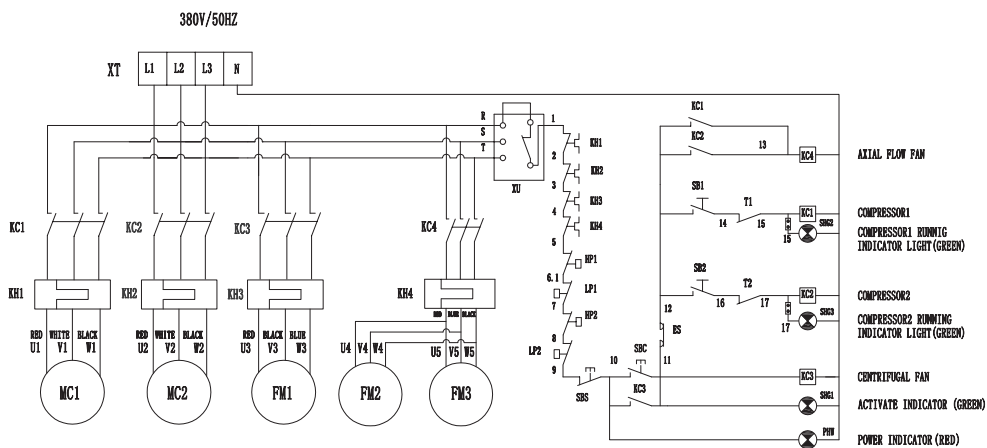 380V/50HZ
XT L1 L2 L3 N
R
S
T
XU
1
KH1
2
KH2
3
KH3
4
KH4
5
HP1
6.1
LP1
7
HP2
8
LP2
9
SBS
10
SBC
KC3
11
ES
12
KC1
KC2
13
KC4
AXIAL FLOW FAN
SB1
14
T1
15
KC1
COMPRESSOR1
15
SHG2
COMPRESSOR1 RUNNIG
INDICATOR LIGHT(GREEN)
SB2
16
T2
17
KC2
COMPRESSOR2
17
SHG3
COMPRESSOR2 RUMMING
INDICATOR LIGHT(GREEN)
KC3
CENTRIFUGAL FAN
SHG1
ACTIVATE INDICATOR (GREEN)
PHW
POWER INDICATOR(RED)
KC1 KC2 KC3 KC4
KH1 KH2 KH3 KH4
RED WHITE BLACK
U1 V1 W1
MC1
RED WHITE BLACK
U2 V2 W2
MC2
RED BLACK BLUE
U3 V3 W3
FM1
U4 V4 W4
FM2
RED BLUE BLACK
U5 V5 W5
FM3